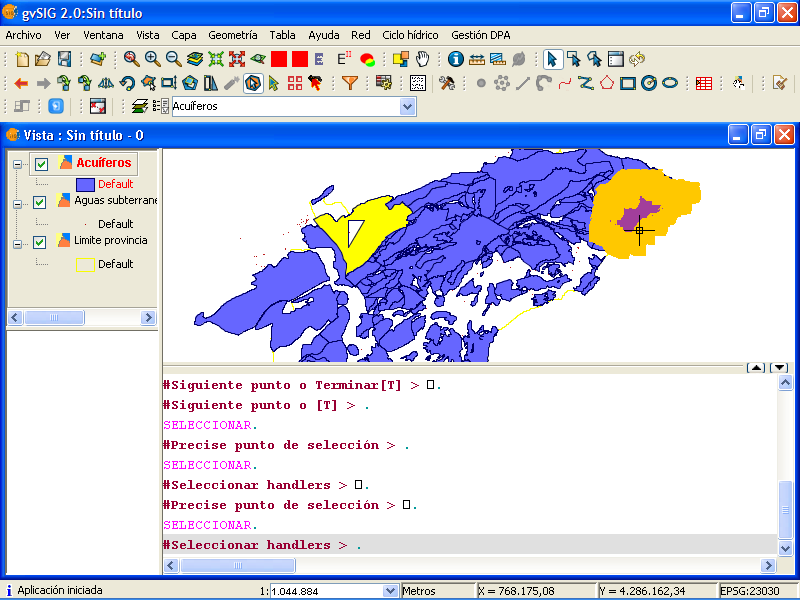 gvSIG 2.0:Sin título
Archivo Ver Ventana Vista Capa Geometría Tabla Ayuda Red Ciclo hídrico Gestión DPA
Acuíferos
Vista : Sin título - 0
Acuíferos
Default
Aguas subterrane
Default
Limite provincia
Default
#Siguiente punto o Terminar[T] > □.
#Siguiente punto o [T] > .
SELECCIONAR.
#Precise punto de selección > .
SELECCIONAR.
#Seleccionar handlers > □.
#Precise punto de selección > □.
SELECCIONAR.
#Seleccionar handlers > .
Aplicación iniciada 1: 1.044.884 Metros X = 768.175,08 Y = 4.286.162,34 EPSG:23030